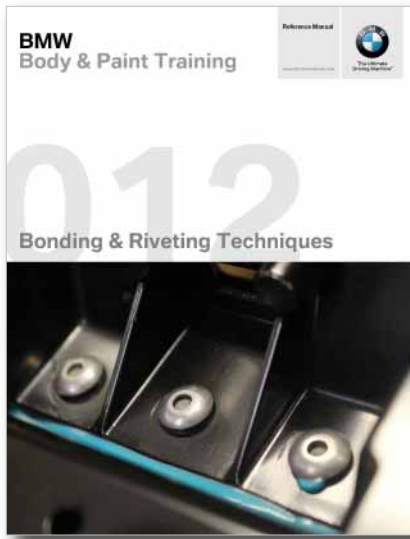 BMW
Body & Paint Training
Reference Manual
The Ultimate
Driving Machine®
012
Bonding & Riveting Techniques